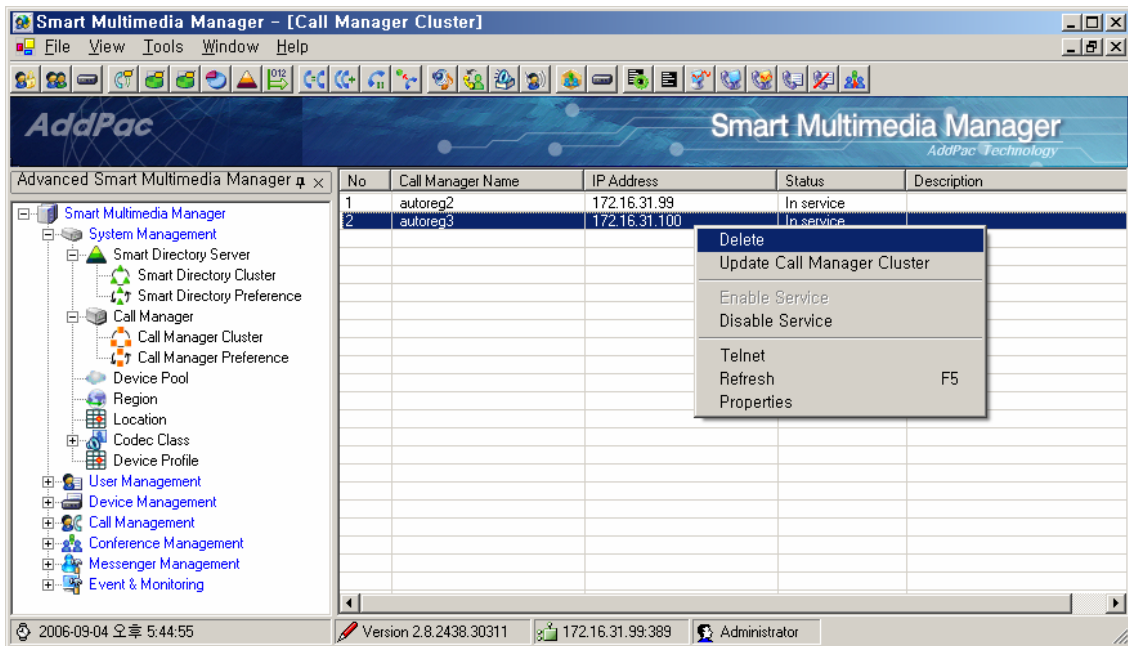 Smart Multimedia Manager - [Call Manager Cluster]
File View Tools Window Help
012
AddPac
Smart Multimedia Manager
AddPac Technology
Advanced Smart Multimedia Manager
Smart Multimedia Manager
System Management
Smart Directory Server
Smart Directory Cluster
Smart Directory Preference
Call Manager
Call Manager Cluster
Call Manager Preference
Device Pool
Region
Location
Codec Class
Device Profile
User Management
Device Management
Call Management
Conference Management
Messenger Management
Event & Monitoring
No Call Manager Name IP Address Status Description
1 autoreg2 172.16.31.99 In service
2 autoreg3 172.16.31.100 In service
Delete
Update Call Manager Cluster
Enable Service
Disable Service
Telnet
Refresh F5
Properties
2006-09-04 오후 5:44:55 Version 2.8.2438.30311 172.16.31.99:389 Administrator